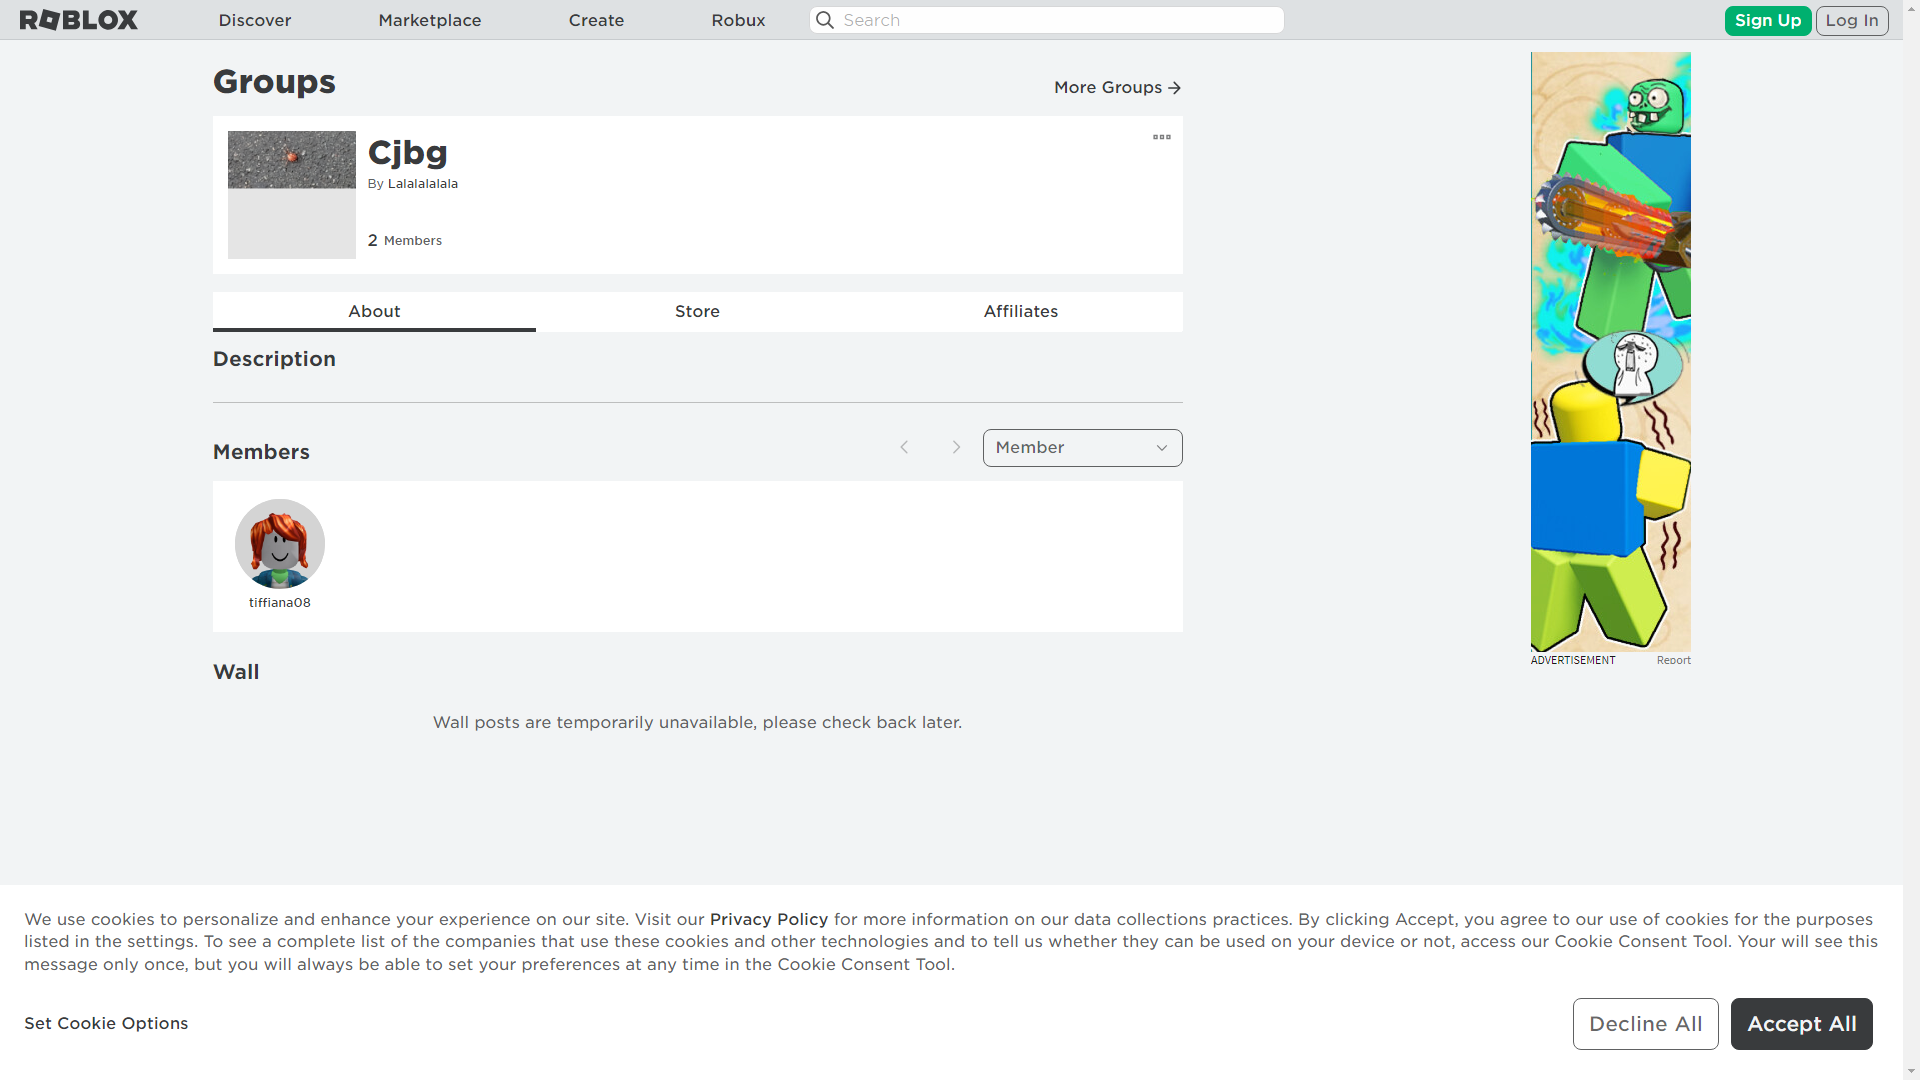 ROBLOX
Discover
Marketplace
Create
Robux
Search
Sign Up
Log In
Groups
More Groups
Cjbg
By Lalalalalala
2 Members
About
Store
Affiliates
Description
Members
Member
tiffiana08
Wall
Wall posts are temporarily unavailable, please check back later.
ADVERTISEMENT
Report
We use cookies to personalize and enhance your experience on our site. Visit our Privacy Policy for more information on our data collections practices. By clicking Accept, you agree to our use of cookies for the purposes
listed in the settings. To see a complete list of the companies that use these cookies and other technologies and to tell us whether they can be used on your device or not, access our Cookie Consent Tool. Your will see this
message only once, but you will always be able to set your preferences at any time in the Cookie Consent Tool.
Set Cookie Options
Decline All
Accept All